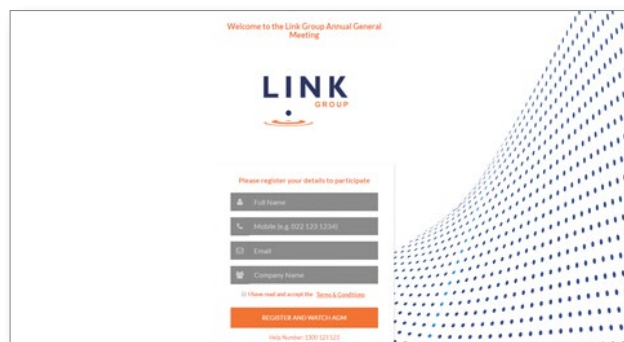 Welcome to the Link Group Annual General
Meeting
LINK
GROUP
Please register your details to participate
Full Name
Mobile (e.g. 022 123 1234)
Email
Company Name
I have read and accept the Terms & Conditions
REGISTER AND WATCH AGM
Help Number: 1300 123 123